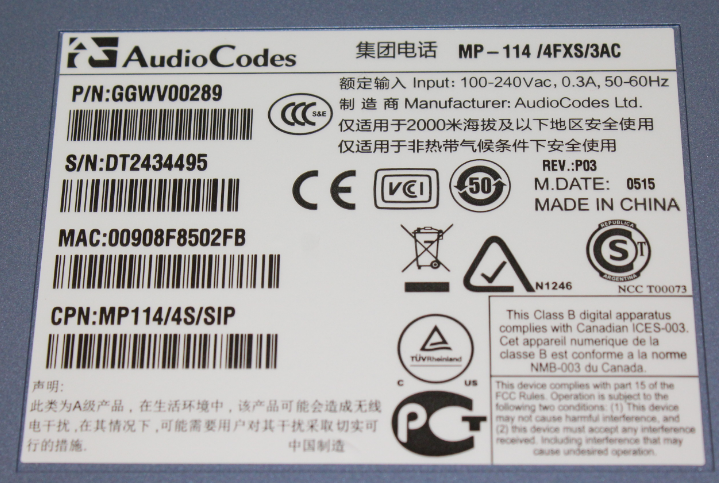 AudioCodes 集团电话 MP-114 /4FXS/3AC
P/N:GGWV00289
S/N:DT2434495
MAC:00908F8502FB
CPN:MP114/4S/SIP
CCC S&E
额定输入 Input: 100-240Vac, 0.3A, 50-60Hz
制 造 商 Manufacturer: AudioCodes Ltd.
仅适用于2000米海拔及以下地区安全使用
仅适用于非热带气候条件下安全使用
REV.:P03
M.DATE: 0515
MADE IN CHINA
CE
VCCI
50
N1246
REPUBLICA
S T
ARGENTINA
NCC T00073
TÜVRheinland
C US
PCT
This Class B digital apparatus
complies with Canadian ICES-003.
Cet appareil numerique de la
classe B est conforme a la norme
NMB-003 du Canada.
This device complies with part 15 of the
FCC Rules. Operation is subject to the
following two conditions: (1) This device
may not cause harmful interference, and
(2) this device must accept any interference
received. Including interference that may
cause undesired operation.
声明:
此类为A级产品，在生活环境中，该产品可能会造成无线
电干扰,在其情况下,可能需要用户对其干扰采取切实可
行的措施. 中国制造